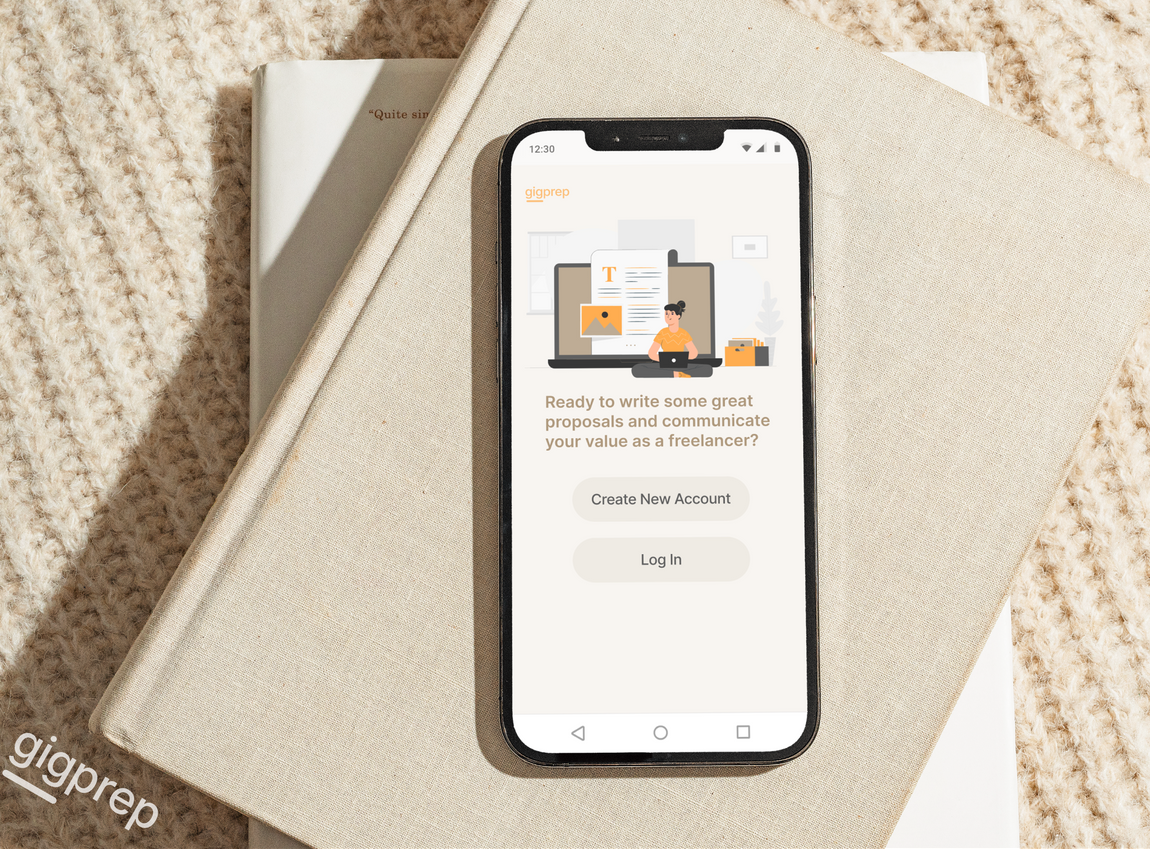 “Quite sin
12:30
gigprep
T
Ready to write some great
proposals and communicate
your value as a freelancer?
Create New Account
Log In
gigprep